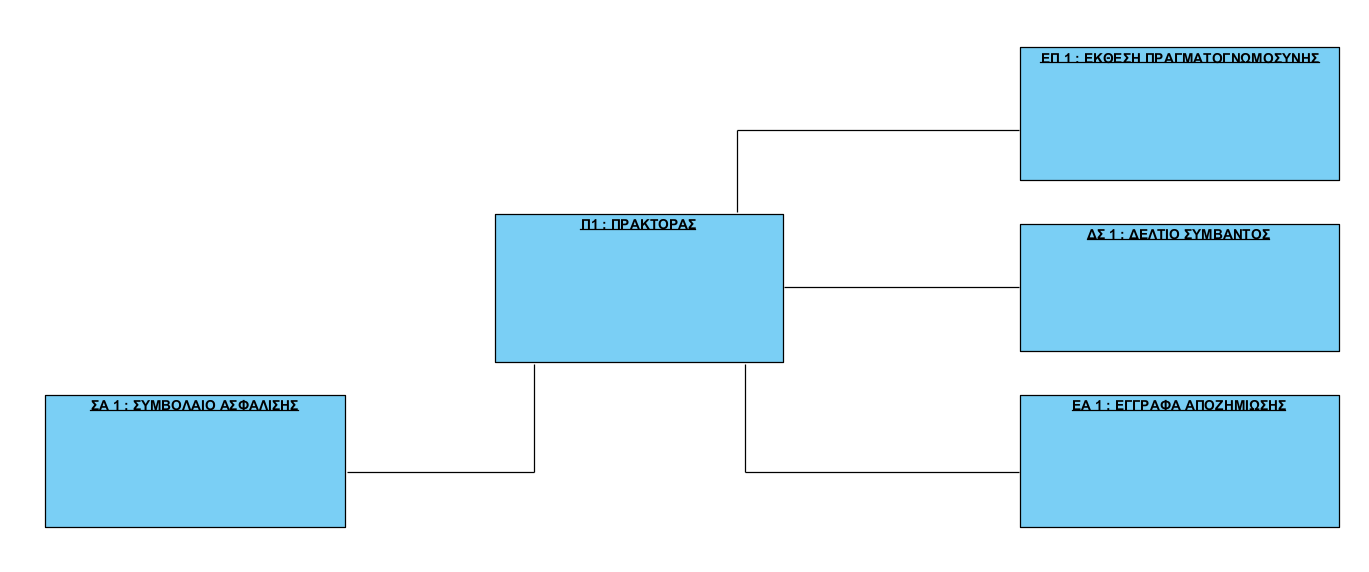 ΕΠ 1 : ΕΚΘΕΣΗ ΠΡΑΓΜΑΤΟΓΝΩΜΟΣΥΝΗΣ
Π1 : ΠΡΑΚΤΟΡΑΣ
ΔΣ 1 : ΔΕΛΤΙΟ ΣΥΜΒΑΝΤΟΣ
ΣΑ 1 : ΣΥΜΒΟΛΑΙΟ ΑΣΦΑΛΙΣΗΣ
ΕΑ 1 : ΕΓΓΡΑΦΑ ΑΠΟΖΗΜΙΩΣΗΣ